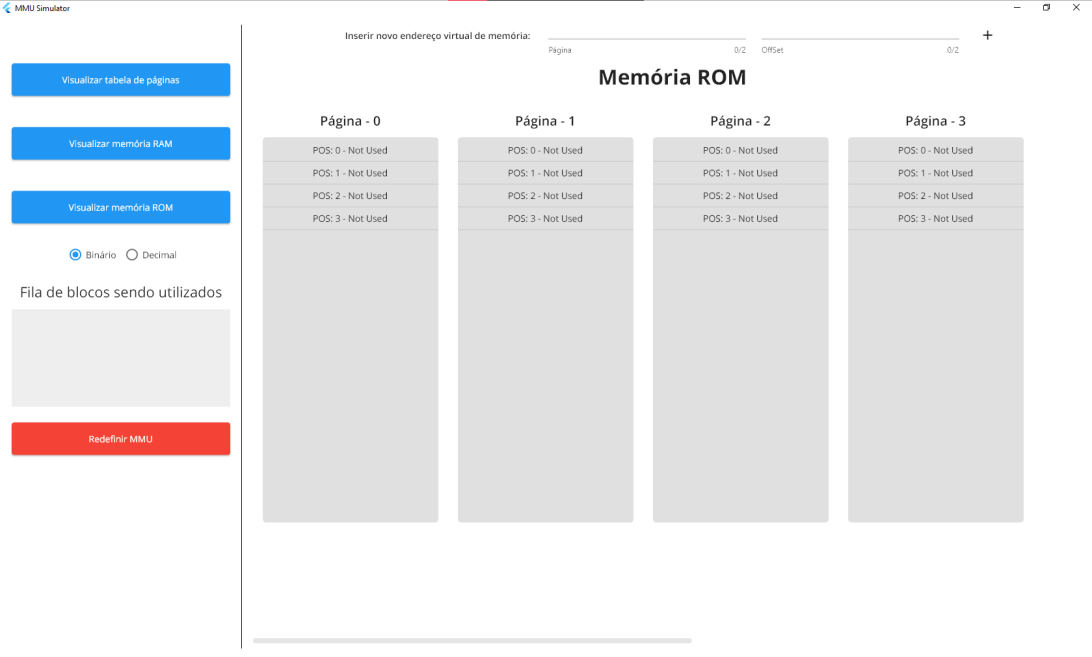 MMU Simulator
Inserir novo endereço virtual de memória:
Página 0/2 OffSet 0/2
+
Visualizar tabela de páginas
Visualizar memória RAM
Visualizar memória ROM
Binário Decimal
Fila de blocos sendo utilizados
Redefinir MMU
Memória ROM
Página - 0 Página - 1 Página - 2 Página - 3
POS: 0 - Not Used POS: 0 - Not Used POS: 0 - Not Used POS: 0 - Not Used
POS: 1 - Not Used POS: 1 - Not Used POS: 1 - Not Used POS: 1 - Not Used
POS: 2 - Not Used POS: 2 - Not Used POS: 2 - Not Used POS: 2 - Not Used
POS: 3 - Not Used POS: 3 - Not Used POS: 3 - Not Used POS: 3 - Not Used